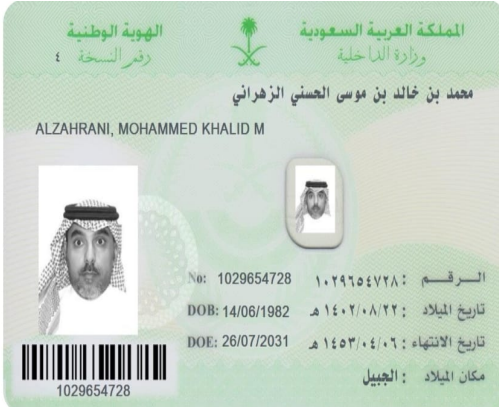 المملكة العربية السعودية
وزارة الداخلية
الهوية الوطنية
رقم النسخة ٤
محمد بن خالد بن موسى الحسني الزهراني
ALZAHRANI, MOHAMMED KHALID M
الـرقـم : ١٠٢٩٦٥٤٧٢٨ No: 1029654728
تاريخ الميلاد : ١٤٠٢/٠٨/٢٢ هـ DOB: 14/06/1982
تاريخ الانتهاء : ١٤٥٣/٠٤/٠٦ هـ DOE: 26/07/2031
مكان الميلاد : الجبيل
1029654728